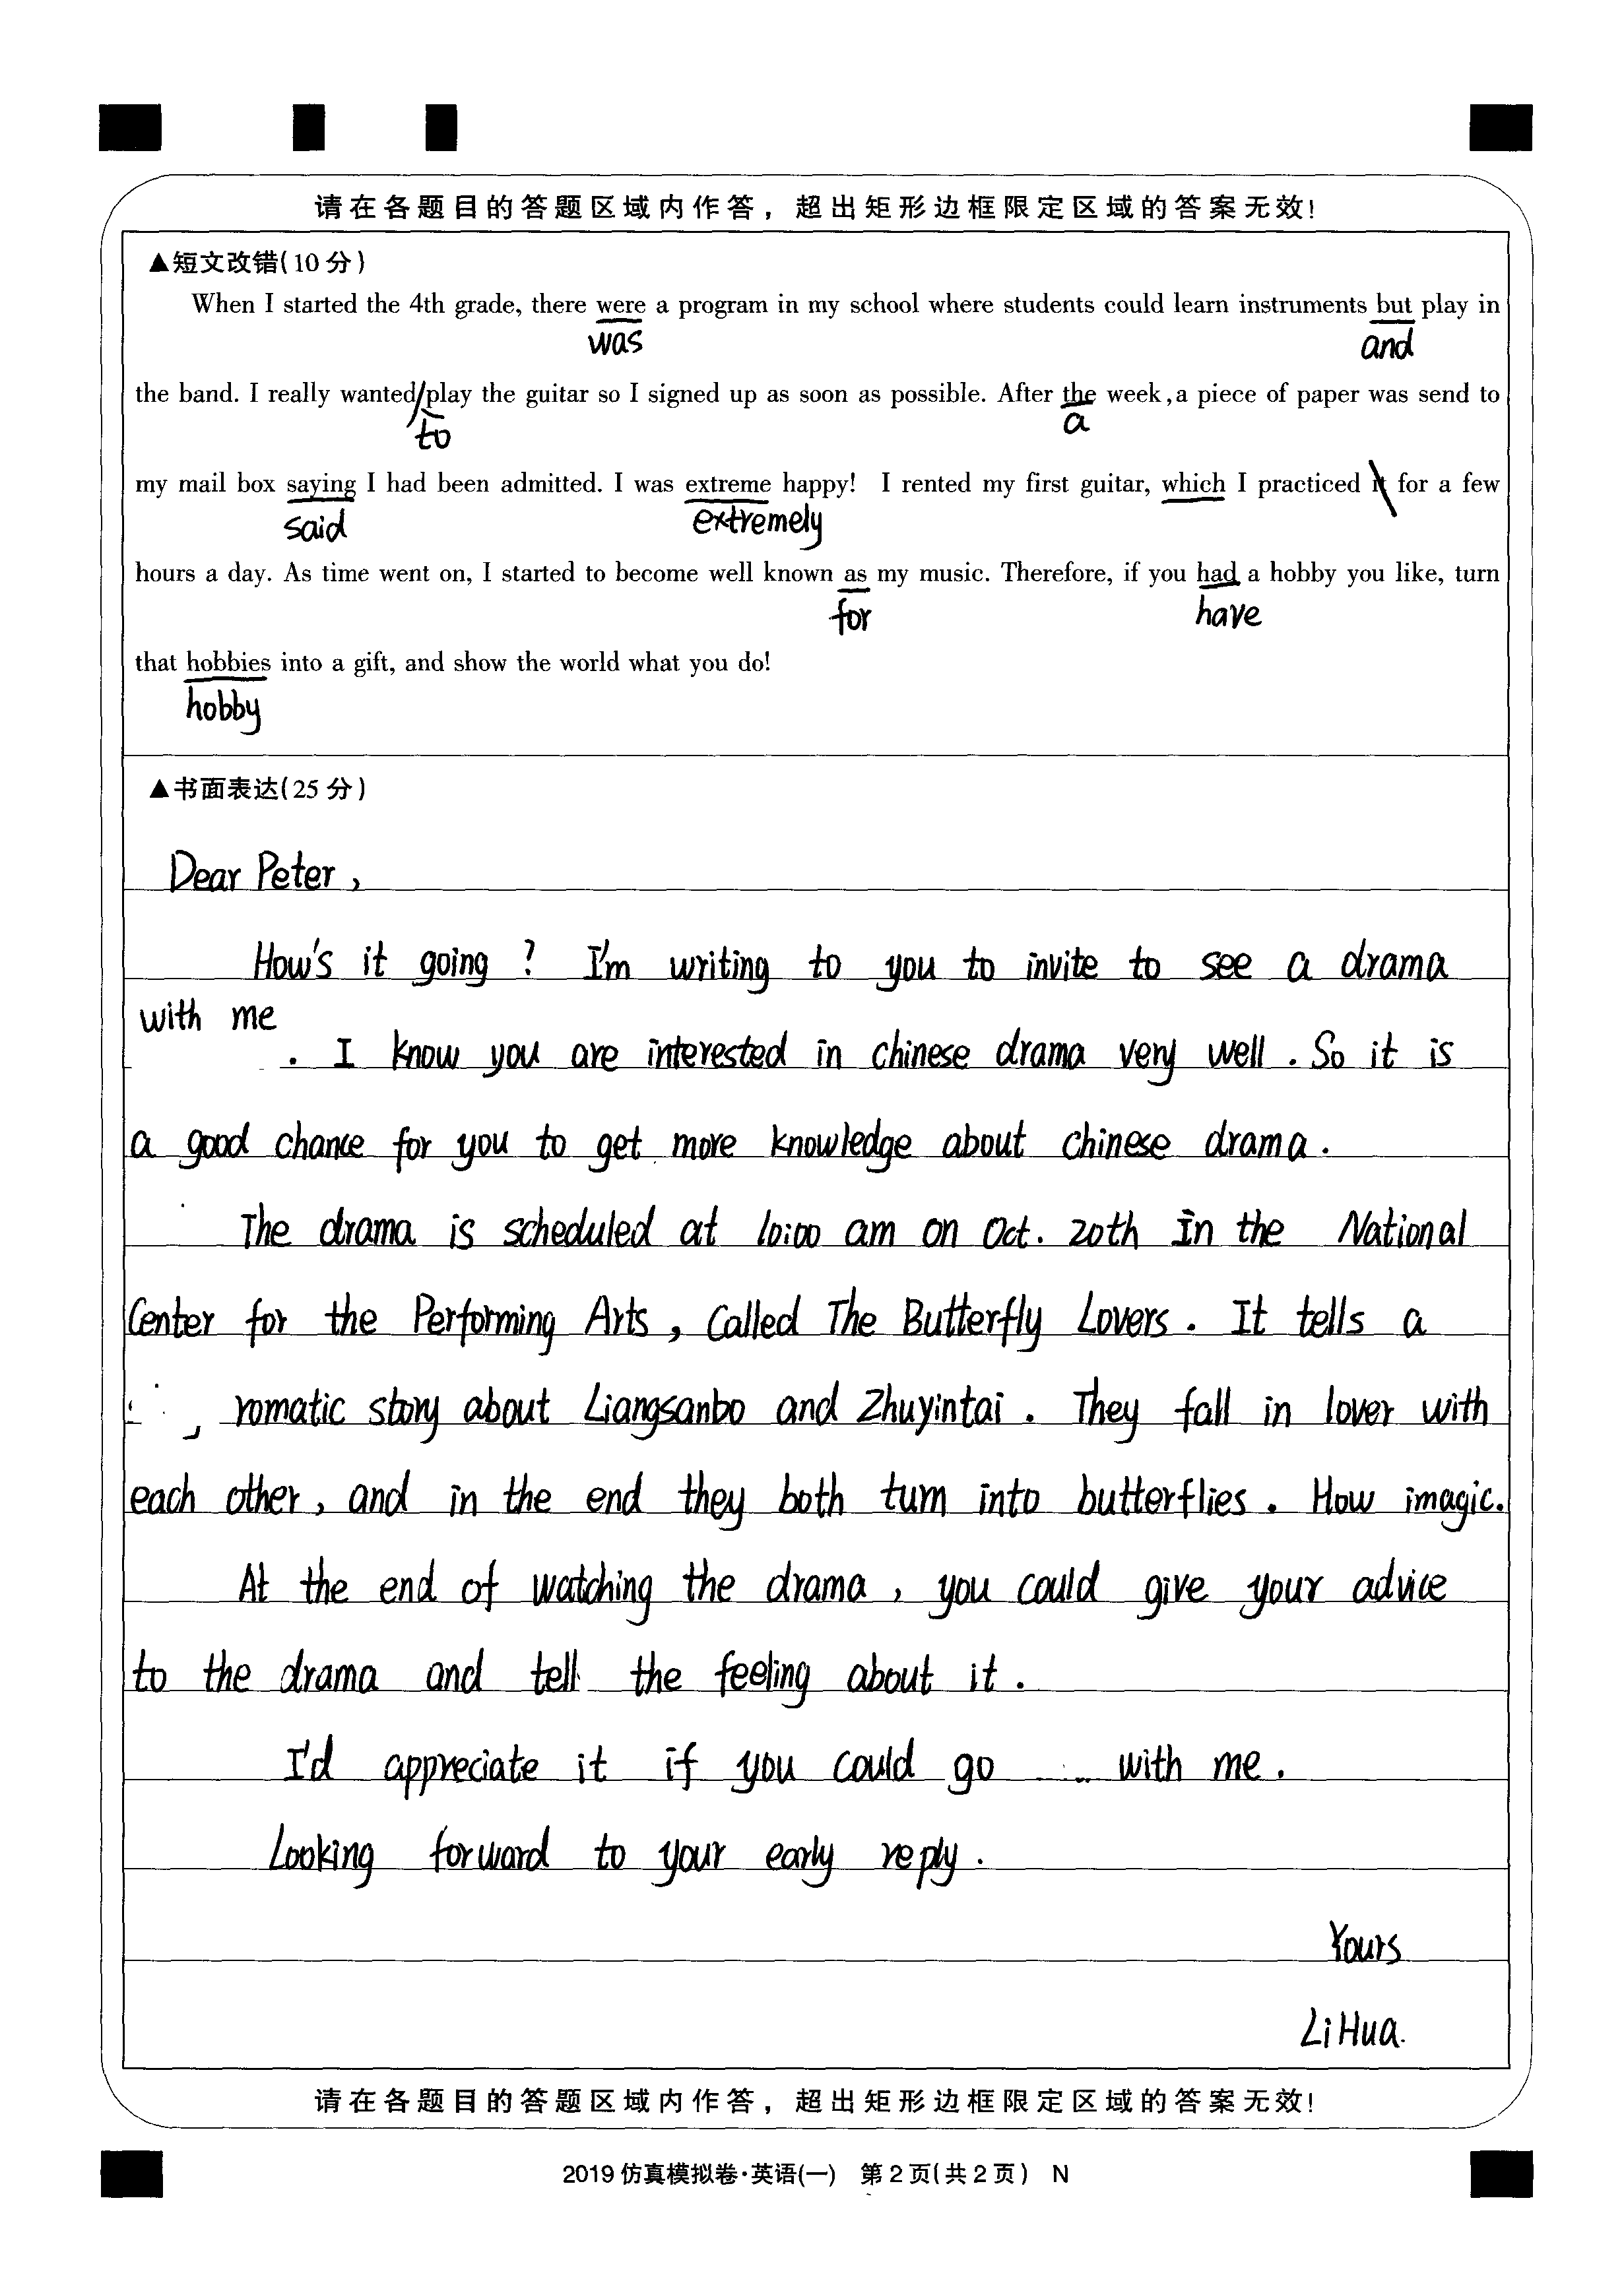 请在各题目的答题区域内作答，超出矩形边框限定区域的答案无效!
▲短文改错(10分)
When I started the 4th grade, there were a program in my school where students could learn instruments but play in
was and
the band. I really wanted/play the guitar so I signed up as soon as possible. After the week, a piece of paper was send to
to a
my mail box saying I had been admitted. I was extreme happy! I rented my first guitar, which I practiced it for a few
said extremely
hours a day. As time went on, I started to become well known as my music. Therefore, if you had a hobby you like, turn
for have
that hobbies into a gift, and show the world what you do!
hobby
▲书面表达(25分)
Dear Peter,
How's it going? I'm writing to you to invite to see a drama
with me
. I know you are interested in chinese drama very well. So it is
a good chance for you to get more knowledge about chinese drama.
The drama is scheduled at 10:00 am on Oct. 20th In the National
Center for the Performing Arts, Called The Butterfly Lovers. It tells a
romatic story about Liangsanbo and Zhuyintai. They fall in lover with
each other, and in the end they both turn into butterflies. How imagic.
At the end of watching the drama, you could give your advice
to the drama and tell the feeling about it.
I'd appreciate it if you could go with me.
Looking forward to your early reply.
Yours
Li Hua.
请在各题目的答题区域内作答，超出矩形边框限定区域的答案无效!
2019仿真模拟卷·英语(一) 第2页(共2页) N